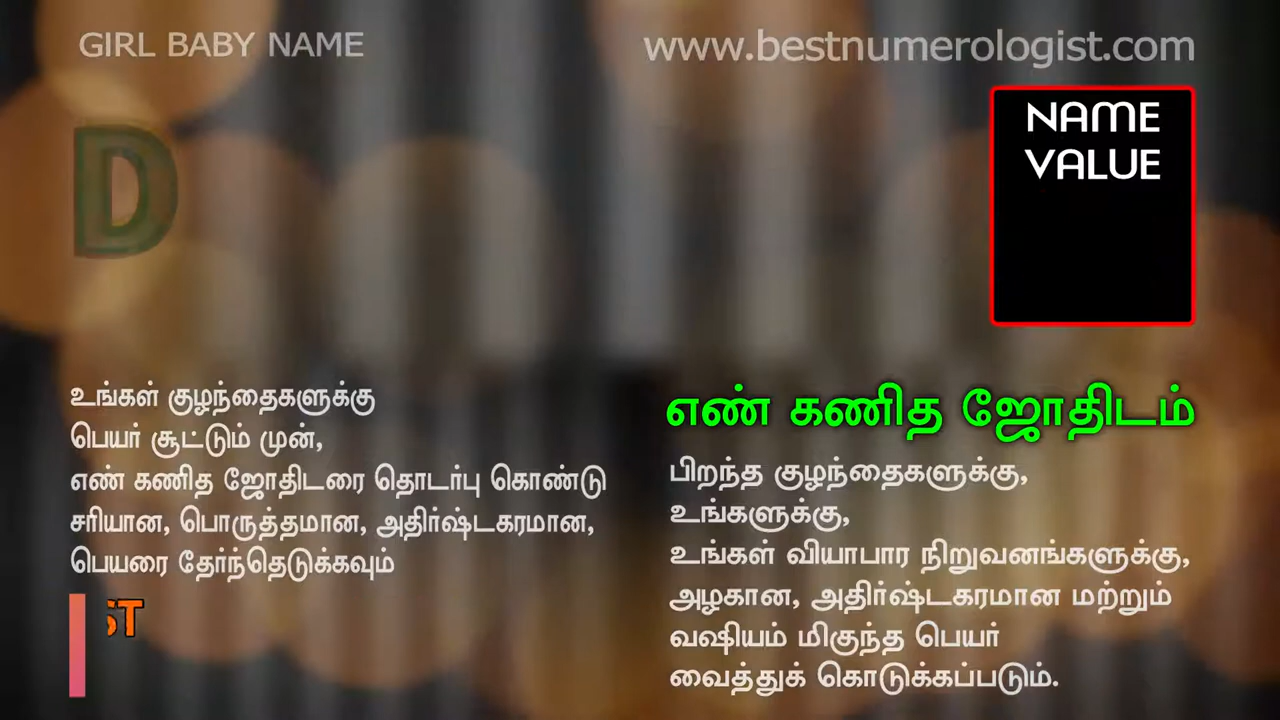 GIRL BABY NAME
www.bestnumerologist.com
D
NAME
VALUE
உங்கள் குழந்தைகளுக்கு
பெயர் சூட்டும் முன்,
எண் கணித ஜோதிடரை தொடர்பு கொண்டு
சரியான, பொருத்தமான, அதிர்ஷ்டகரமான,
பெயரை தேர்ந்தெடுக்கவும்
எண் கணித ஜோதிடம்
பிறந்த குழந்தைகளுக்கு,
உங்களுக்கு,
உங்கள் வியாபார நிறுவனங்களுக்கு,
அழகான, அதிர்ஷ்டகரமான மற்றும்
வஷியம் மிகுந்த பெயர்
வைத்துக் கொடுக்கப்படும்.